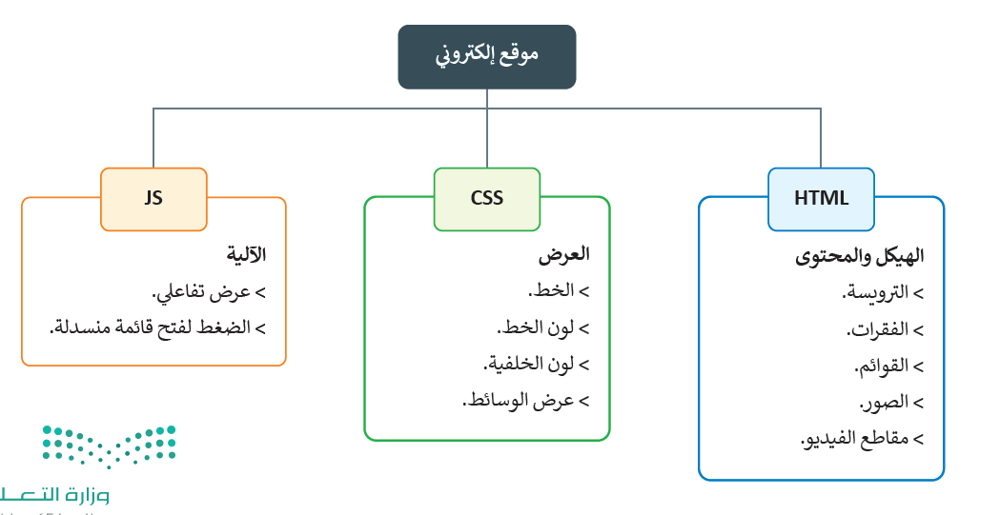 موقع إلكتروني
HTML
الهيكل والمحتوى
> الترويسة.
> الفقرات.
> القوائم.
> الصور.
> مقاطع الفيديو.
CSS
العرض
> الخط.
> لون الخط.
> لون الخلفية.
> عرض الوسائط.
JS
الآلية
> عرض تفاعلي.
> الضغط لفتح قائمة منسدلة.
وزارة